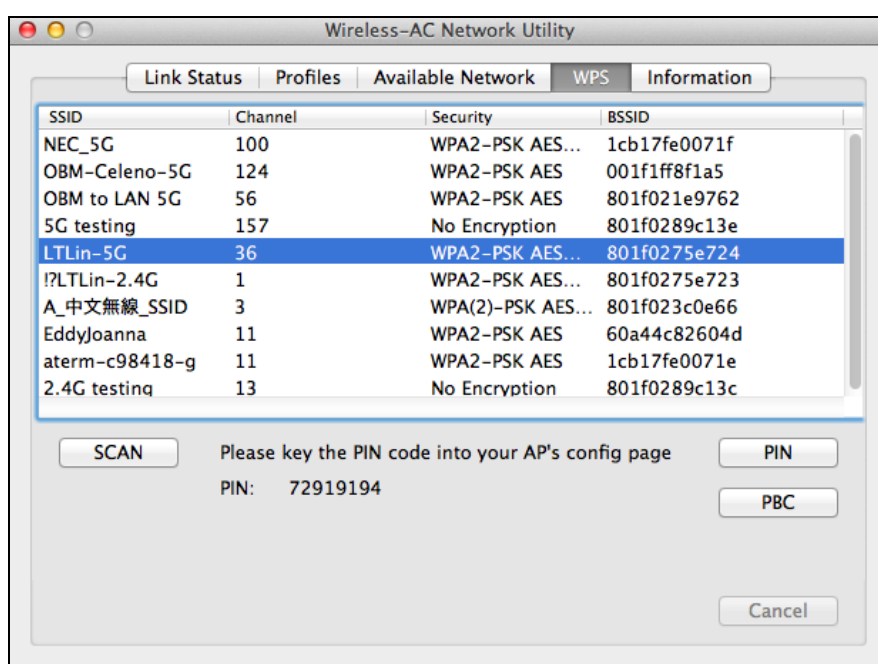 Wireless-AC Network Utility
Link Status Profiles Available Network WPS Information
SSID Channel Security BSSID
NEC_5G 100 WPA2-PSK AES... 1cb17fe0071f
OBM-Celeno-5G 124 WPA2-PSK AES 001f1ff8f1a5
OBM to LAN 5G 56 WPA2-PSK AES 801f021e9762
5G testing 157 No Encryption 801f0289c13e
LTLin-5G 36 WPA2-PSK AES... 801f0275e724
!?LTLin-2.4G 1 WPA2-PSK AES... 801f0275e723
A_中文無線_SSID 3 WPA(2)-PSK AES... 801f023c0e66
EddyJoanna 11 WPA2-PSK AES 60a44c82604d
aterm-c98418-g 11 WPA2-PSK AES 1cb17fe0071e
2.4G testing 13 No Encryption 801f0289c13c
SCAN Please key the PIN code into your AP's config page PIN
PIN: 72919194
PBC
Cancel